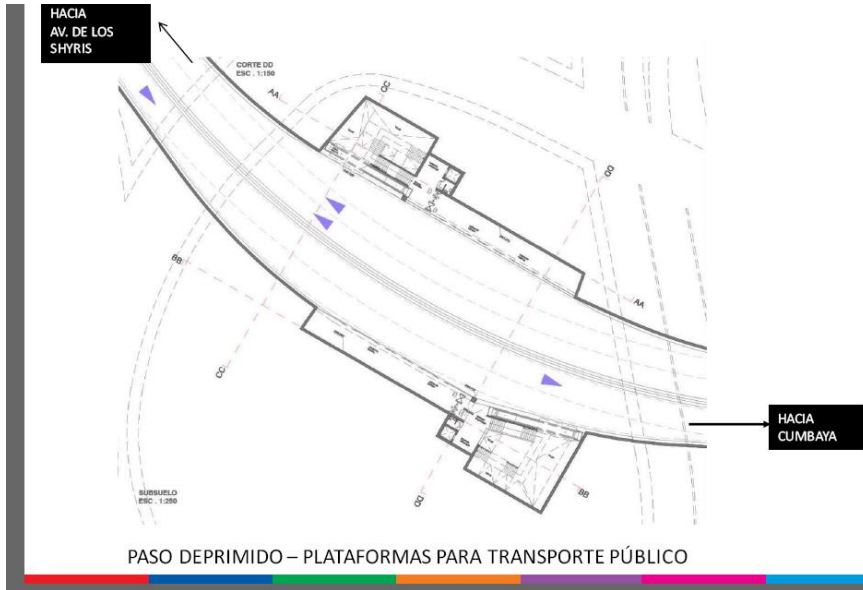 HACIA
AV. DE LOS
SHYRIS
CORTE DD
ESC . 1:150
CC
AA
DD
BB
AA
CC
HACIA
CUMBAYA
SUBSUELO
ESC . 1:250
DD
BB
PASO DEPRIMIDO – PLATAFORMAS PARA TRANSPORTE PÚBLICO